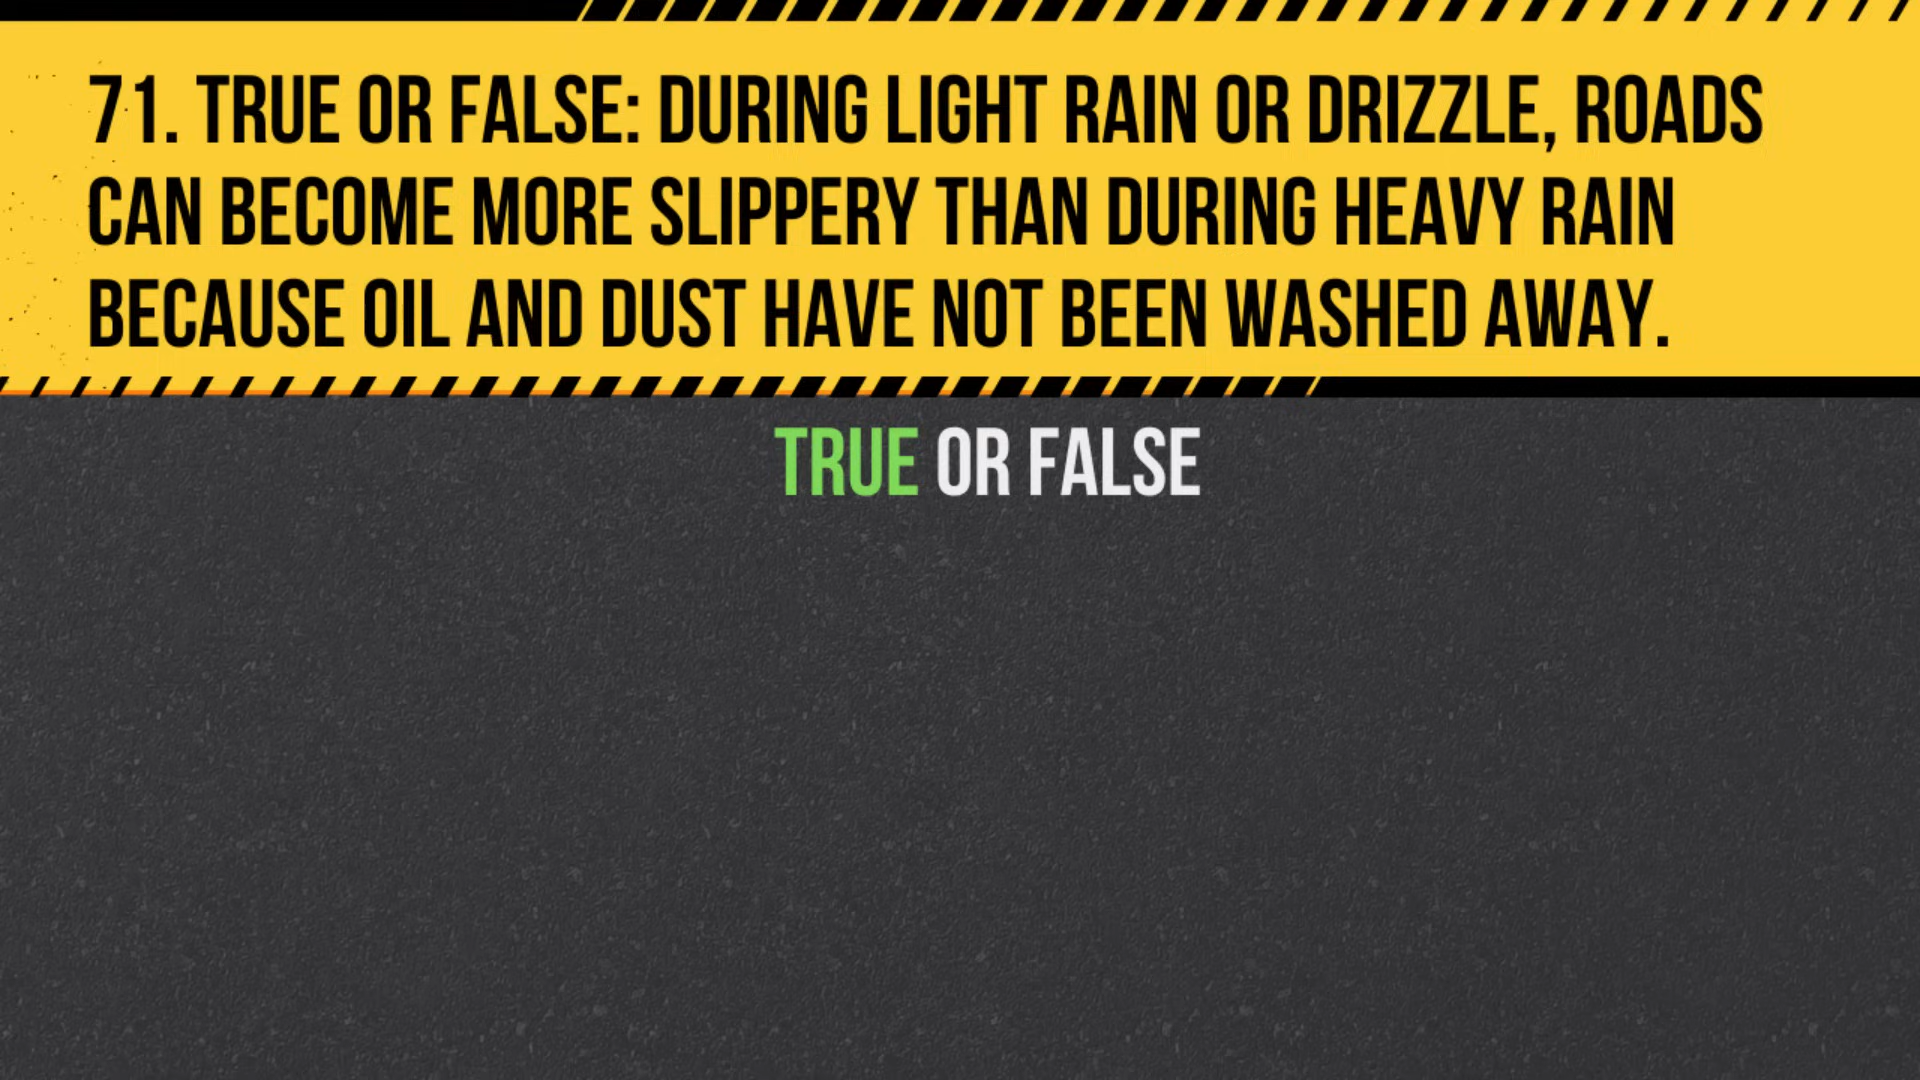 71. TRUE OR FALSE: DURING LIGHT RAIN OR DRIZZLE, ROADS
CAN BECOME MORE SLIPPERY THAN DURING HEAVY RAIN
BECAUSE OIL AND DUST HAVE NOT BEEN WASHED AWAY.
TRUE OR FALSE